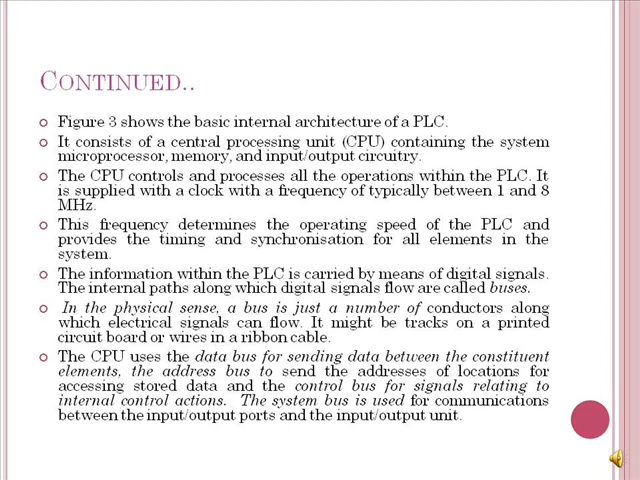 CONTINUED..
Figure 3 shows the basic internal architecture of a PLC.
It consists of a central processing unit (CPU) containing the system
microprocessor, memory, and input/output circuitry.
The CPU controls and processes all the operations within the PLC. It
is supplied with a clock with a frequency of typically between 1 and 8
MHz.
This frequency determines the operating speed of the PLC and
provides the timing and synchronisation for all elements in the
system.
The information within the PLC is carried by means of digital signals.
The internal paths along which digital signals flow are called buses.
In the physical sense, a bus is just a number of conductors along
which electrical signals can flow. It might be tracks on a printed
circuit board or wires in a ribbon cable.
The CPU uses the data bus for sending data between the constituent
elements, the address bus to send the addresses of locations for
accessing stored data and the control bus for signals relating to
internal control actions. The system bus is used for communications
between the input/output ports and the input/output unit.